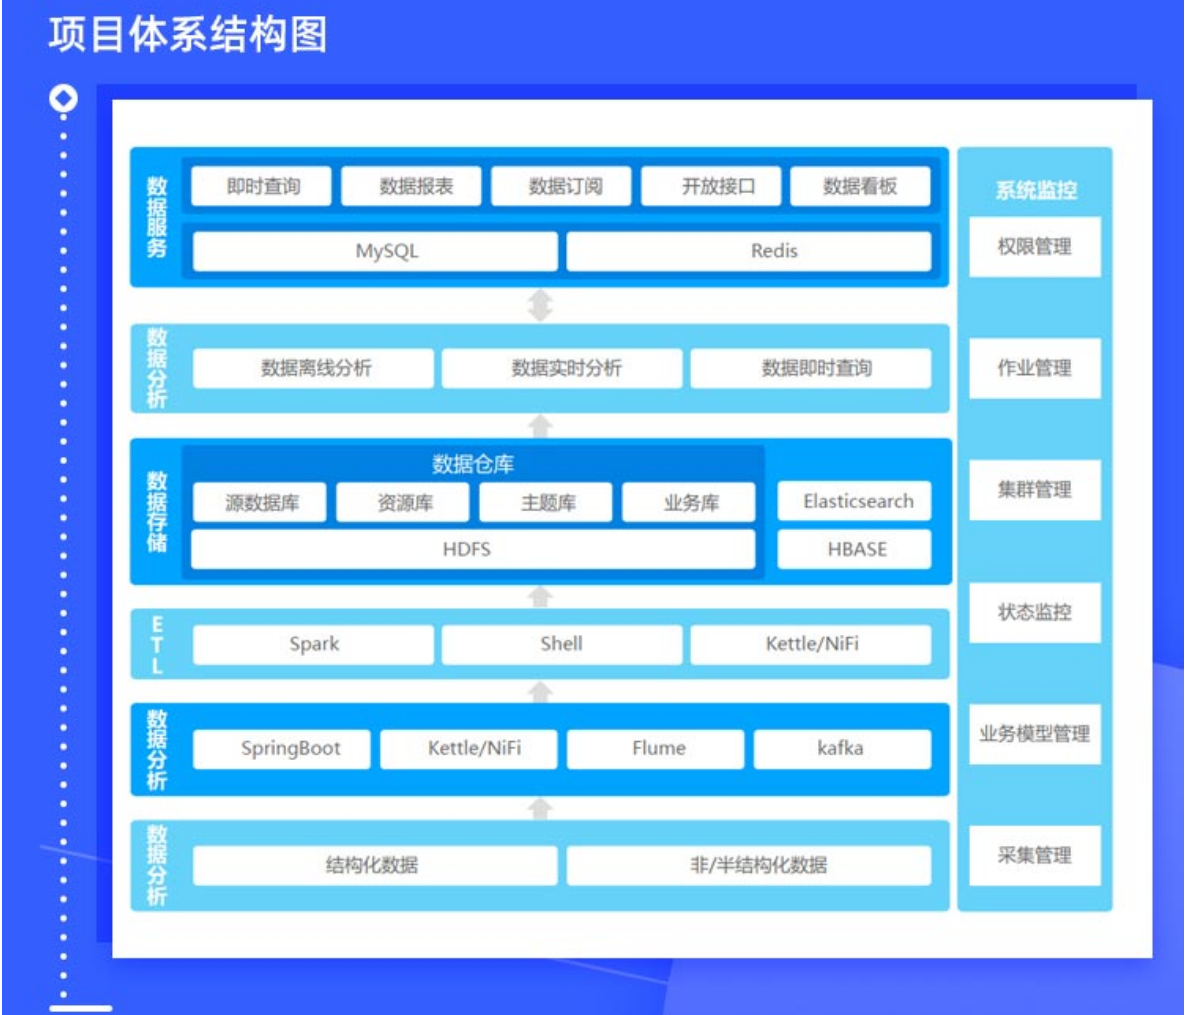 项目体系结构图
数据服务
即时查询
数据报表
数据订阅
开放接口
数据看板
MySQL
Redis
数据分析
数据离线分析
数据实时分析
数据即时查询
数据存储
数据仓库
源数据库
资源库
主题库
业务库
HDFS
Elasticsearch
HBASE
ETL
Spark
Shell
Kettle/NiFi
数据分析
SpringBoot
Kettle/NiFi
Flume
kafka
数据分析
结构化数据
非/半结构化数据
系统监控
权限管理
作业管理
集群管理
状态监控
业务模型管理
采集管理